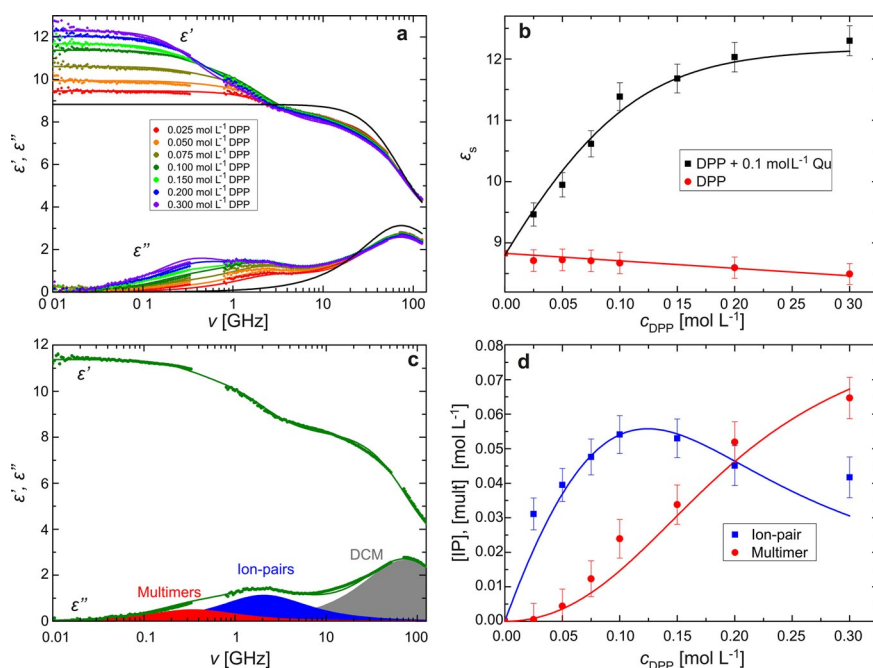 a
ε'
12
10
8
6
4
2
0
ε', ε''
0.025 mol L⁻¹ DPP
0.050 mol L⁻¹ DPP
0.075 mol L⁻¹ DPP
0.100 mol L⁻¹ DPP
0.150 mol L⁻¹ DPP
0.200 mol L⁻¹ DPP
0.300 mol L⁻¹ DPP
ε''
0.01 0.1 1 10 100
ν [GHz]
b
12
11
10
9
8
εs
DPP + 0.1 mol L⁻¹ Qu
DPP
0.00 0.05 0.10 0.15 0.20 0.25 0.30
cDPP [mol L⁻¹]
c
ε'
12
10
8
6
4
2
0
ε', ε''
DCM
Ion-pairs
Multimers
ε''
0.01 0.1 1 10 100
ν [GHz]
d
0.08
0.07
0.06
0.05
0.04
0.03
0.02
0.01
0.00
[IP], [mult] [mol L⁻¹]
Ion-pair
Multimer
0.00 0.05 0.10 0.15 0.20 0.25 0.30
cDPP [mol L⁻¹]